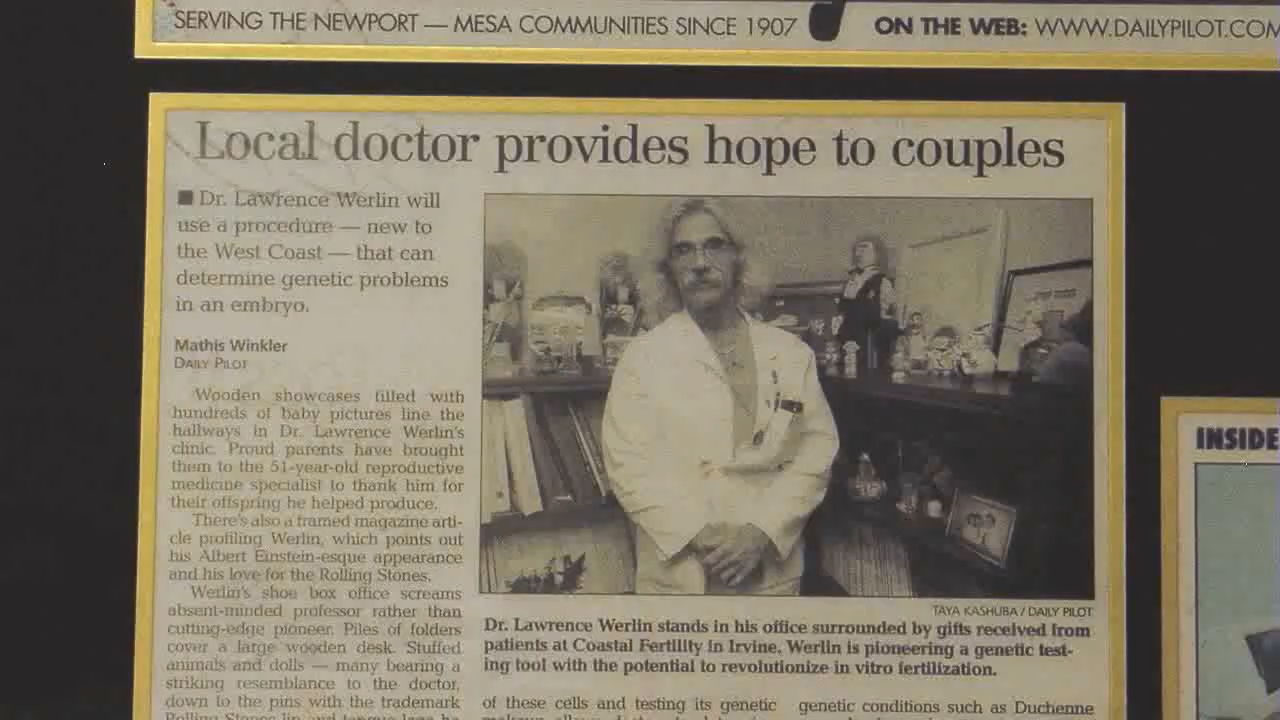 SERVING THE NEWPORT — MESA COMMUNITIES SINCE 1907
ON THE WEB: WWW.DAILYPILOT.COM
Local doctor provides hope to couples
■ Dr. Lawrence Werlin will
use a procedure — new to
the West Coast — that can
determine genetic problems
in an embryo.
Mathis Winkler
DAILY PILOT
Wooden showcases filled with
hundreds of baby pictures line the
hallways in Dr. Lawrence Werlin's
clinic. Proud parents have brought
them to the 51-year-old reproductive
medicine specialist to thank him for
their offspring he helped produce.
There's also a framed magazine arti-
cle profiling Werlin, which points out
his Albert Einstein-esque appearance
and his love for the Rolling Stones.
Werlin's shoe box office screams
absent-minded professor rather than
cutting-edge pioneer. Piles of folders
cover a large wooden desk. Stuffed
animals and dolls — many bearing a
striking resemblance to the doctor,
down to the pins with the trademark
Rolling Stones lip and tongue logo he
TAYA KASHUBA / DAILY PILOT
Dr. Lawrence Werlin stands in his office surrounded by gifts received from
patients at Coastal Fertility in Irvine. Werlin is pioneering a genetic test-
ing tool with the potential to revolutionize in vitro fertilization.
of these cells and testing its genetic
genetic conditions such as Duchenne
INSIDE